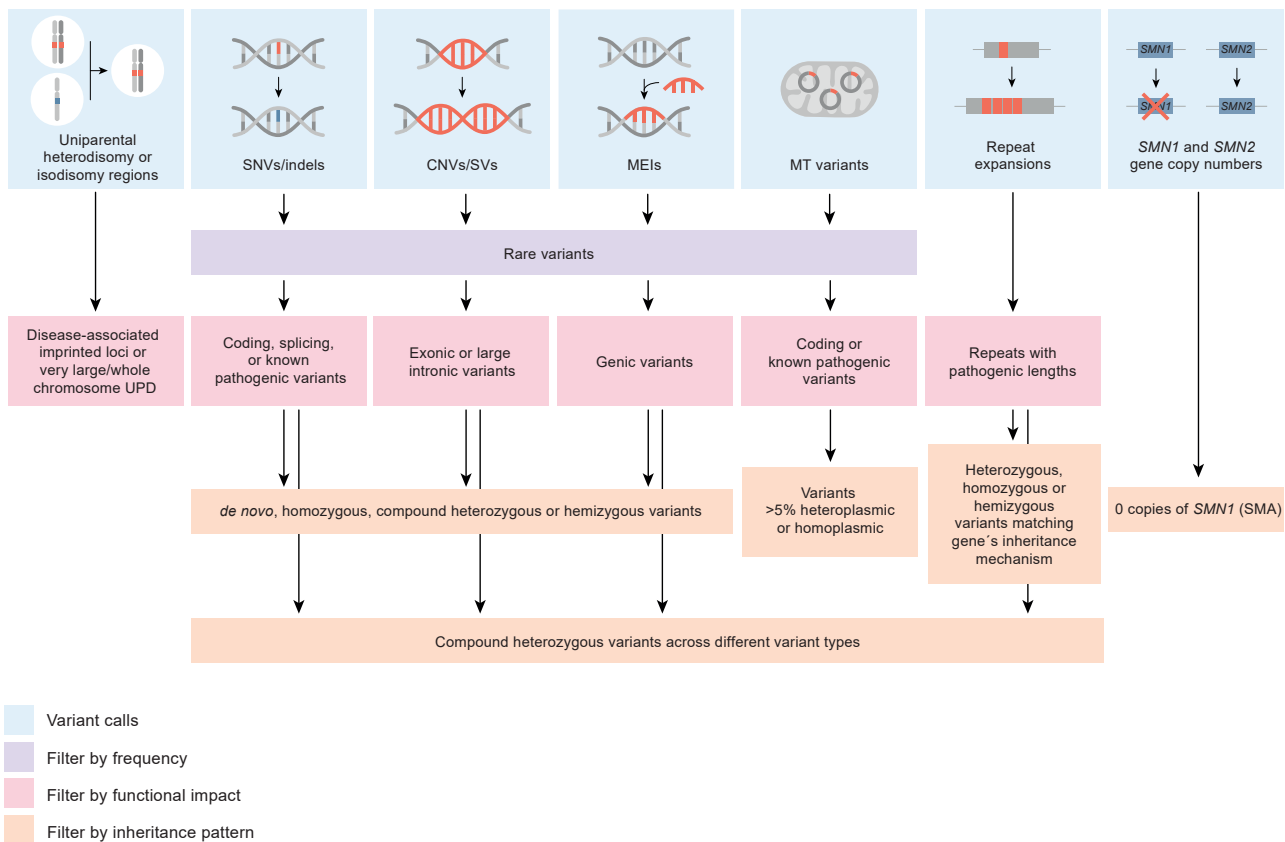 SMN1
SMN2
SMN1
SMN2
Uniparental
heterodisomy or
isodisomy regions
SNVs/indels
CNVs/SVs
MEIs
MT variants
Repeat
expansions
SMN1 and SMN2
gene copy numbers
Rare variants
Disease-associated
imprinted loci or
very large/whole
chromosome UPD
Coding, splicing,
or known
pathogenic variants
Exonic or large
intronic variants
Genic variants
Coding or
known pathogenic
variants
Repeats with
pathogenic lengths
de novo, homozygous, compound heterozygous or hemizygous variants
Variants
>5% heteroplasmic
or homoplasmic
Heterozygous,
homozygous or
hemizygous
variants matching
gene´s inheritance
mechanism
0 copies of SMN1 (SMA)
Compound heterozygous variants across different variant types
Variant calls
Filter by frequency
Filter by functional impact
Filter by inheritance pattern